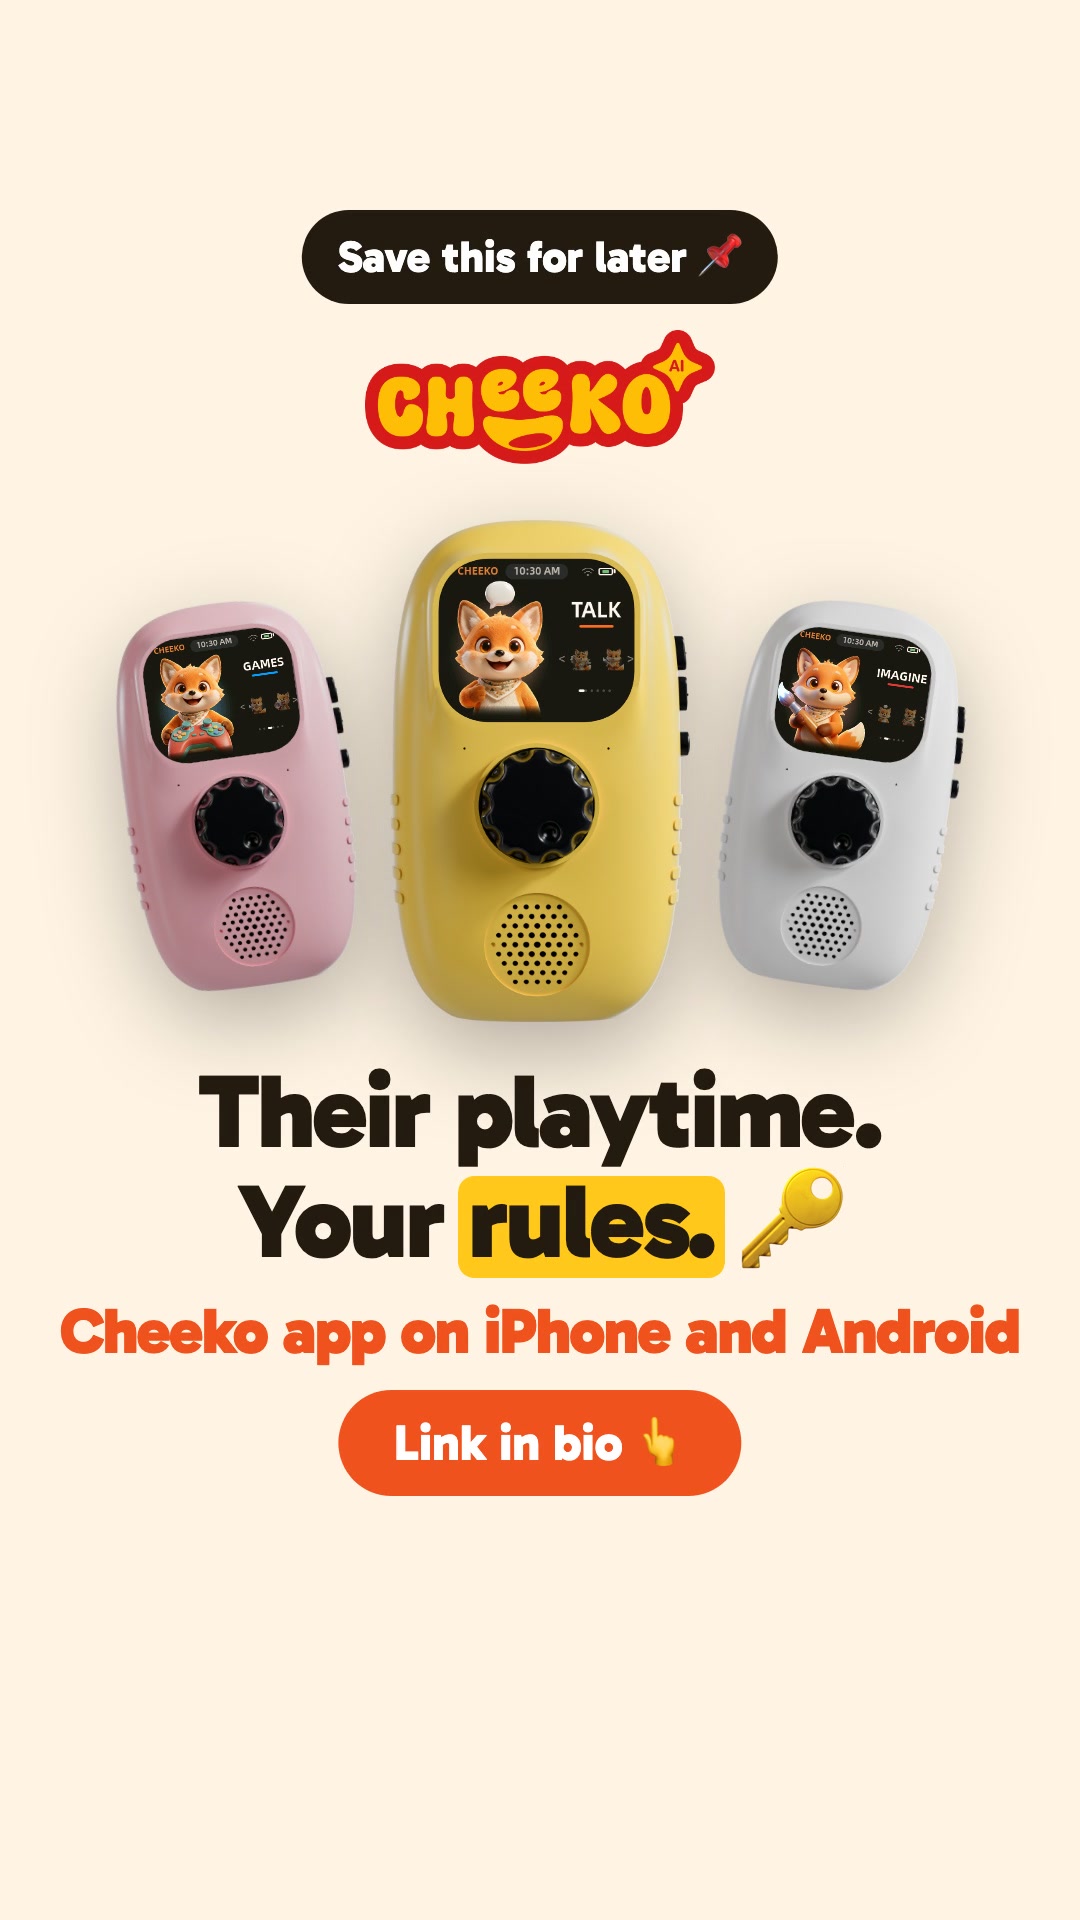 Save this for later
CHeeKO AI
CHEEKO 10:30 AM
GAMES
CHEEKO 10:30 AM
TALK
CHEEKO 10:30 AM
IMAGINE
Their playtime.
Your rules.
Cheeko app on iPhone and Android
Link in bio